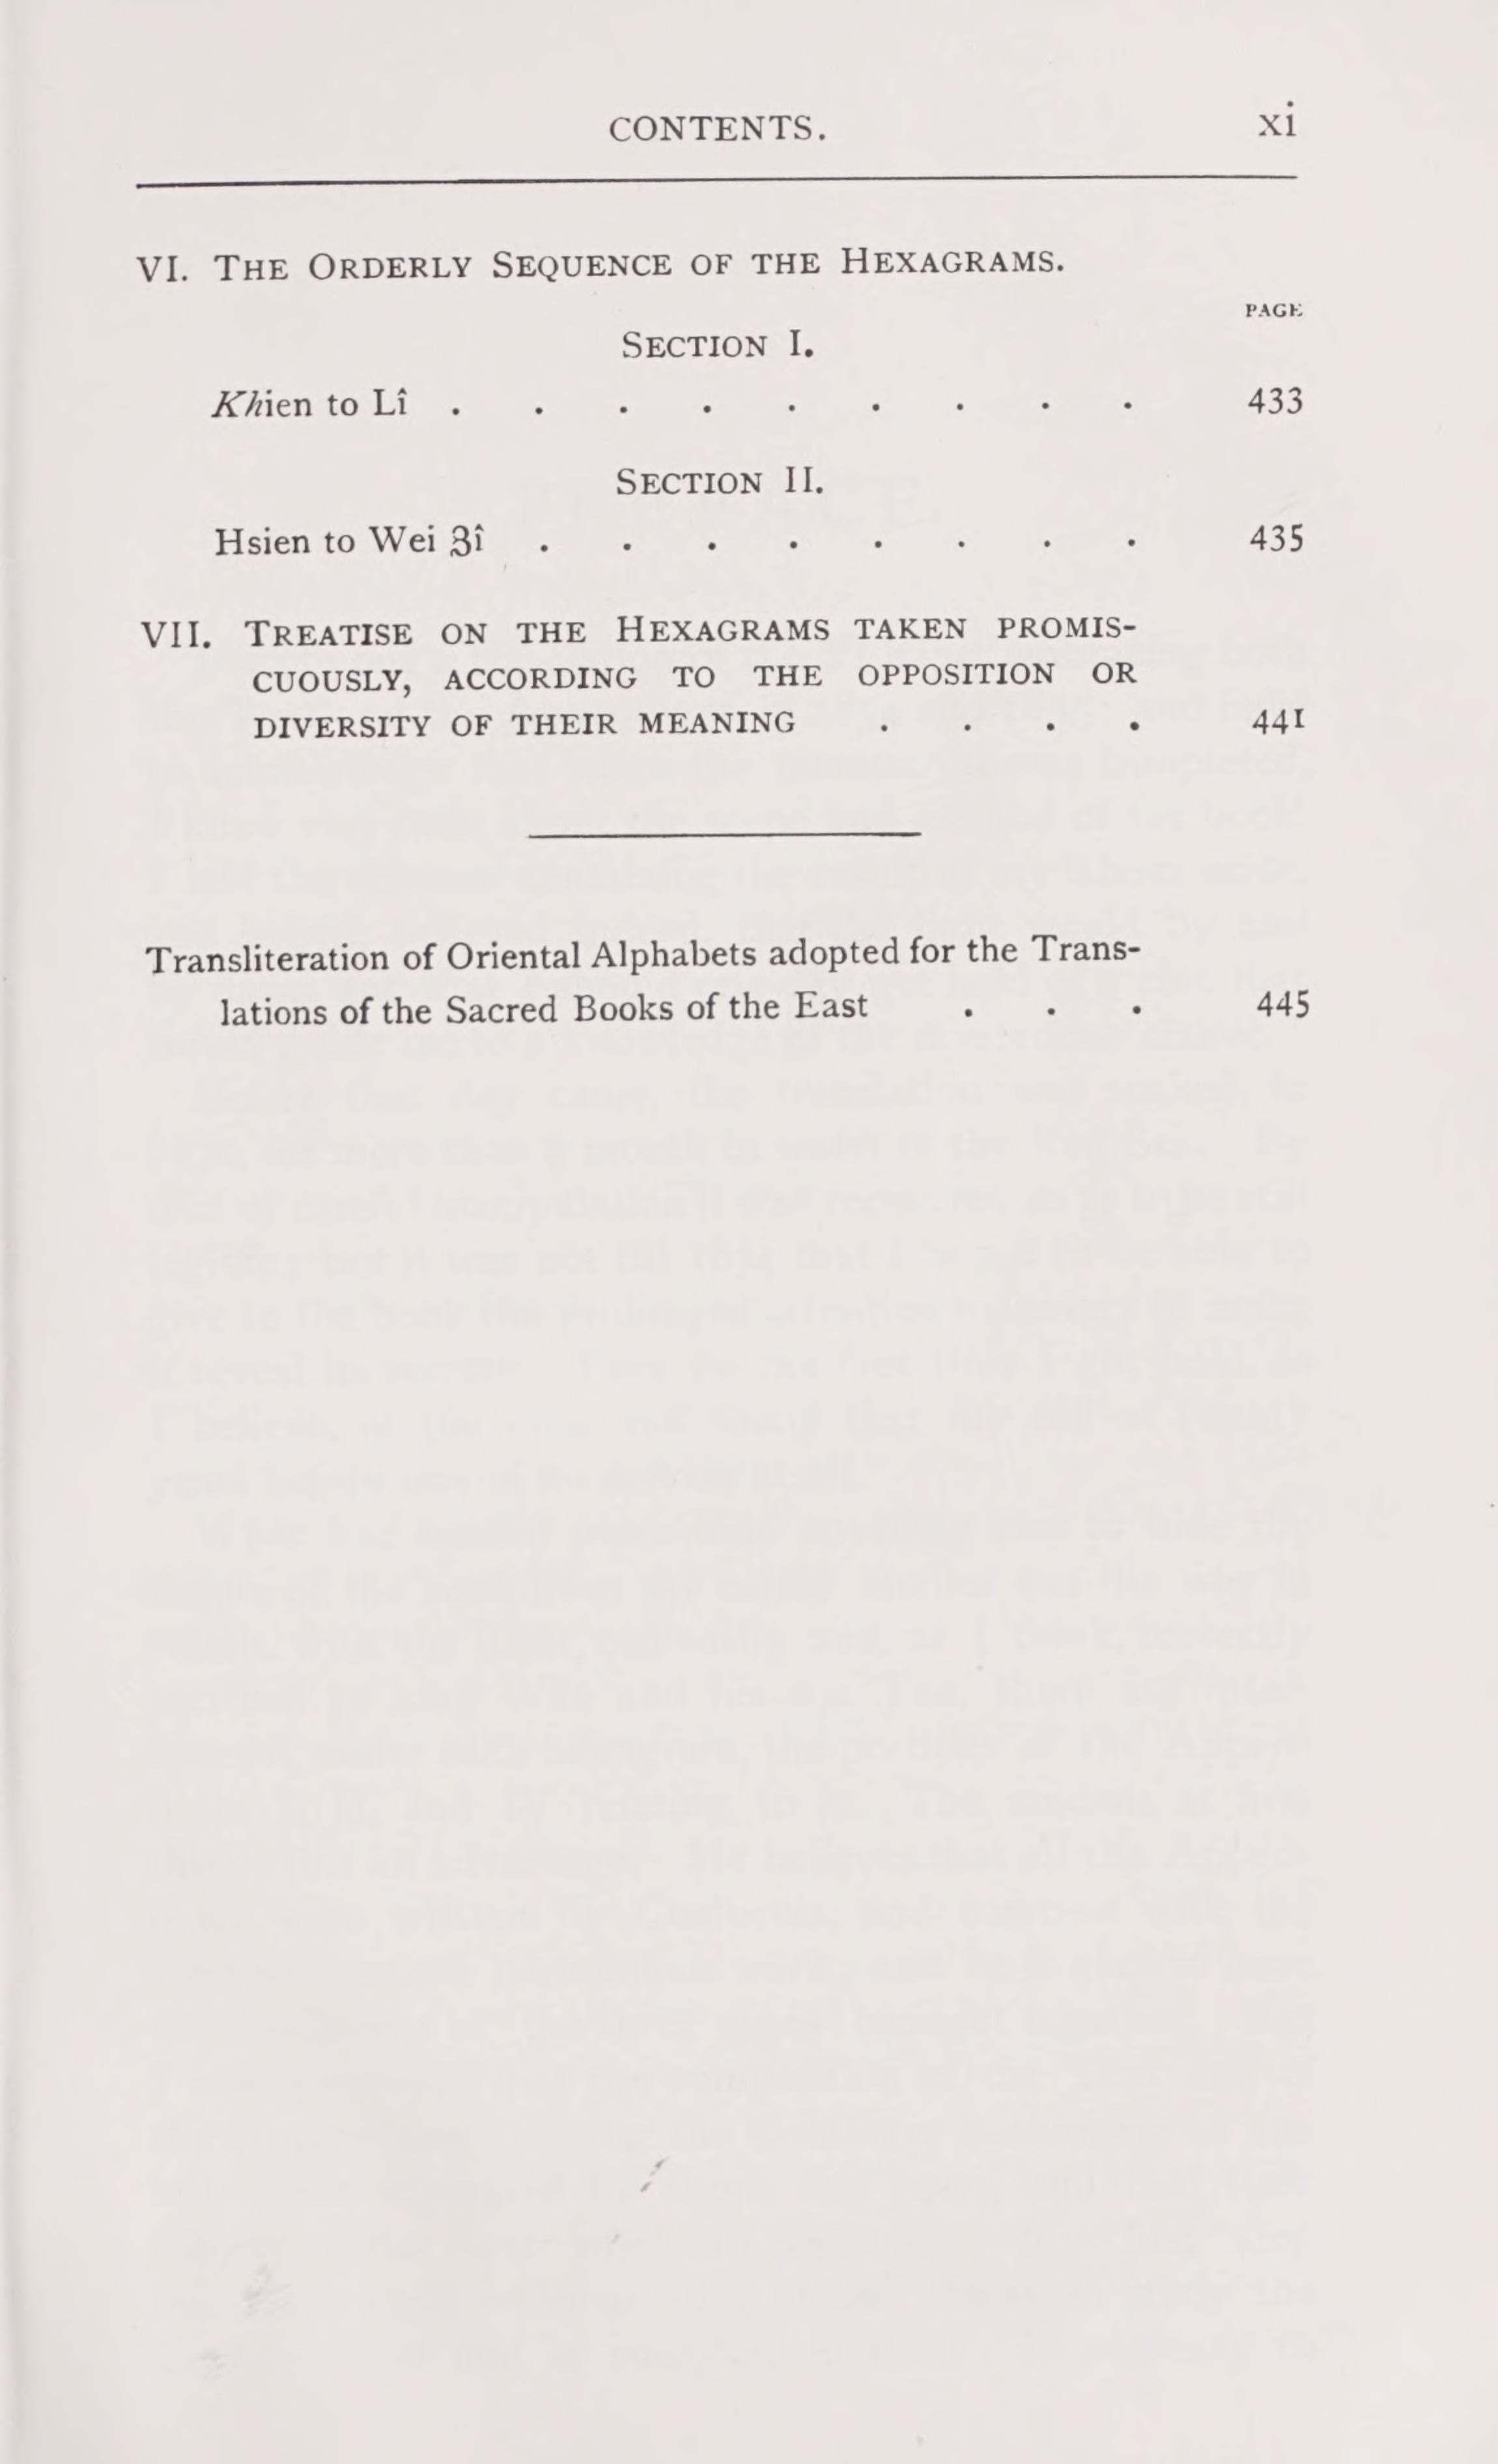 CONTENTS. xi
VI. THE ORDERLY SEQUENCE OF THE HEXAGRAMS.
PAGE
SECTION I.
Khien to Lî . . . . . . . . . 433
SECTION II.
Hsien to Wei Ȝî . . . . . . . . 435
VII. TREATISE ON THE HEXAGRAMS TAKEN PROMIS-
CUOUSLY, ACCORDING TO THE OPPOSITION OR
DIVERSITY OF THEIR MEANING . . . . 441
Transliteration of Oriental Alphabets adopted for the Trans-
lations of the Sacred Books of the East . . . 445